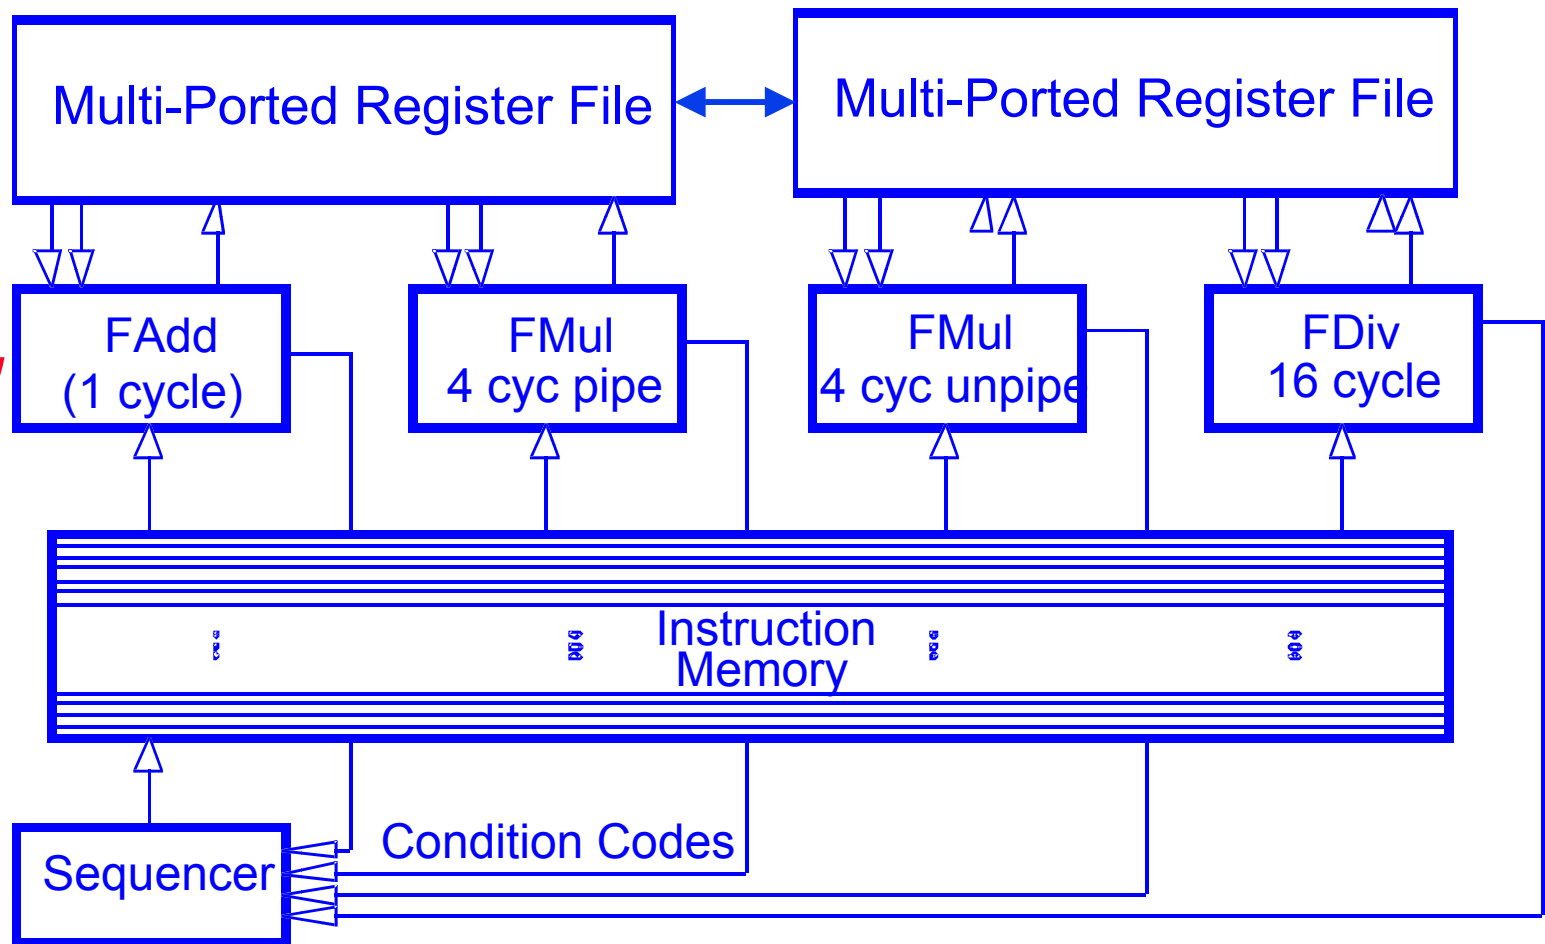 Multi-Ported Register File
Multi-Ported Register File
FAdd
(1 cycle)
FMul
4 cyc pipe
FMul
4 cyc unpipe
FDiv
16 cycle
Instruction
Memory
Condition Codes
Sequencer